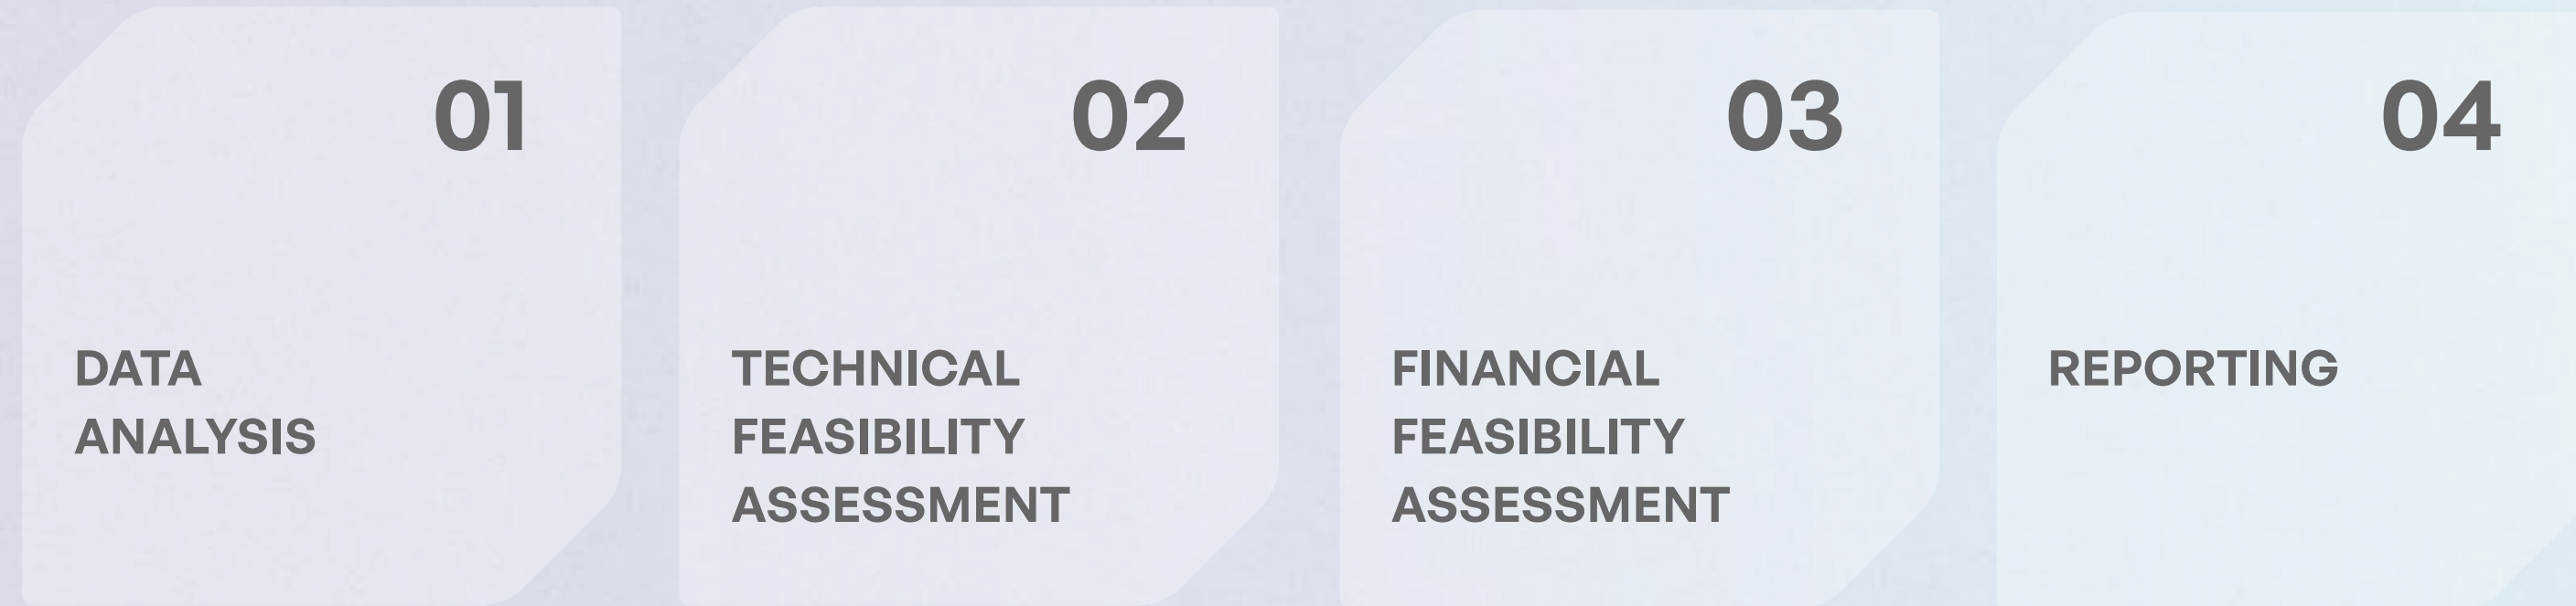 01
DATA
ANALYSIS
02
TECHNICAL
FEASIBILITY
ASSESSMENT
03
FINANCIAL
FEASIBILITY
ASSESSMENT
04
REPORTING